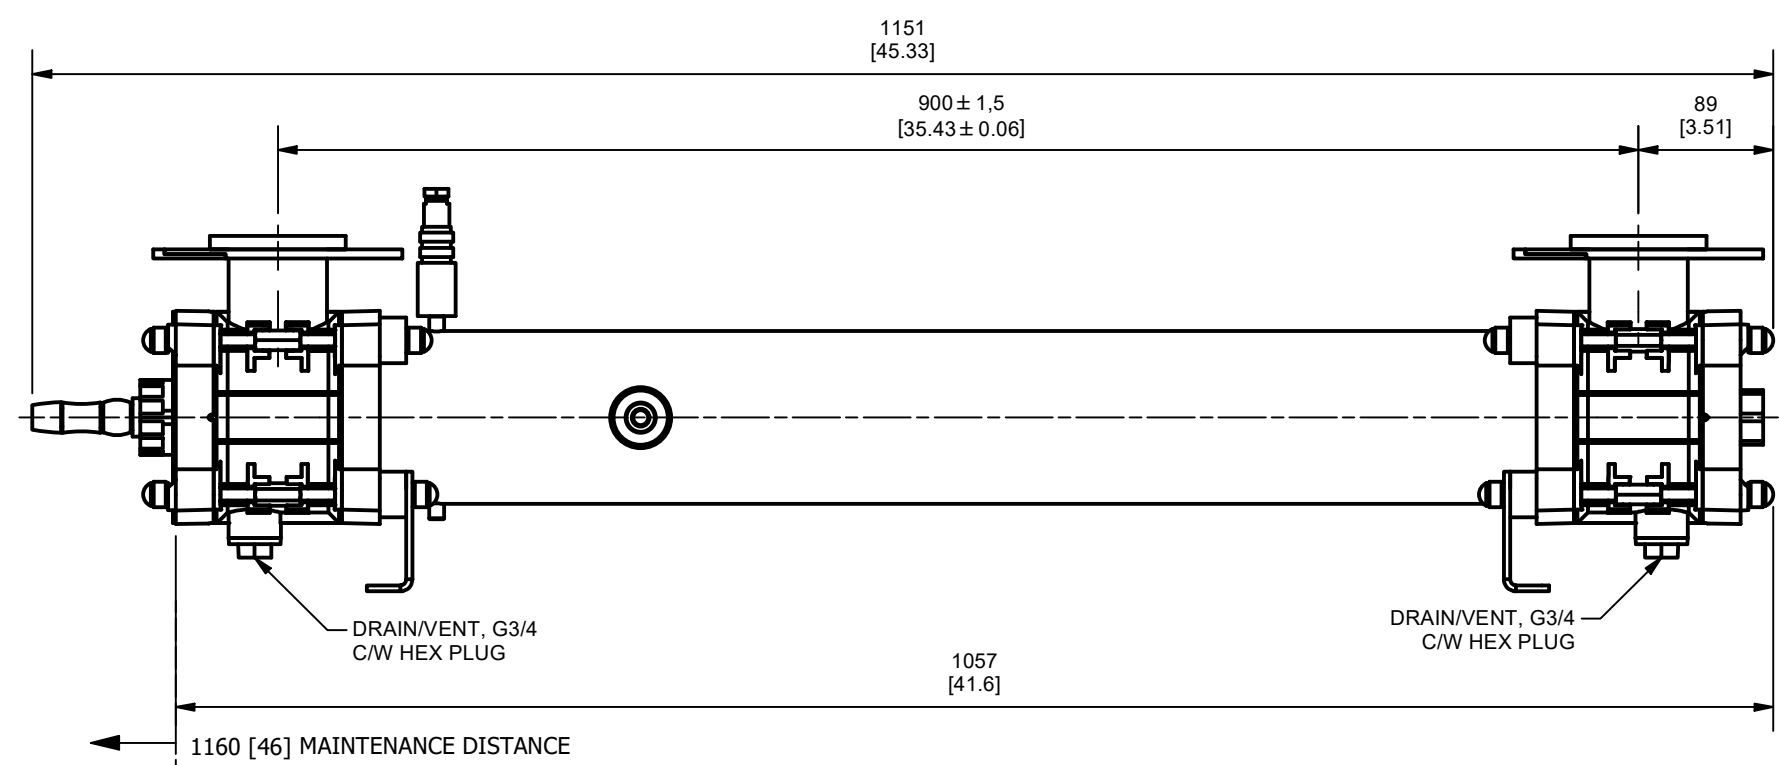 1151
[45.33]
900 ± 1,5
[35.43 ± 0.06]
89
[3.51]
DRAIN/VENT, G3/4
C/W HEX PLUG
DRAIN/VENT, G3/4
C/W HEX PLUG
1057
[41.6]
1160 [46] MAINTENANCE DISTANCE